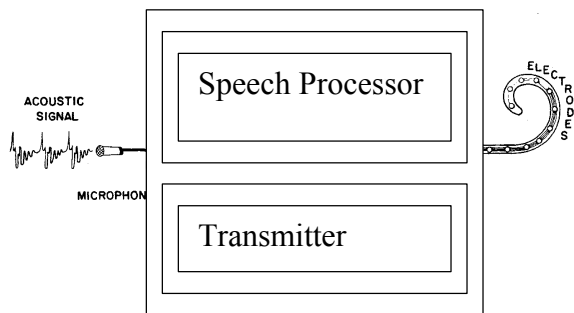 ACOUSTIC
SIGNAL
MICROPHON
Speech Processor
Transmitter
ELECTRODES